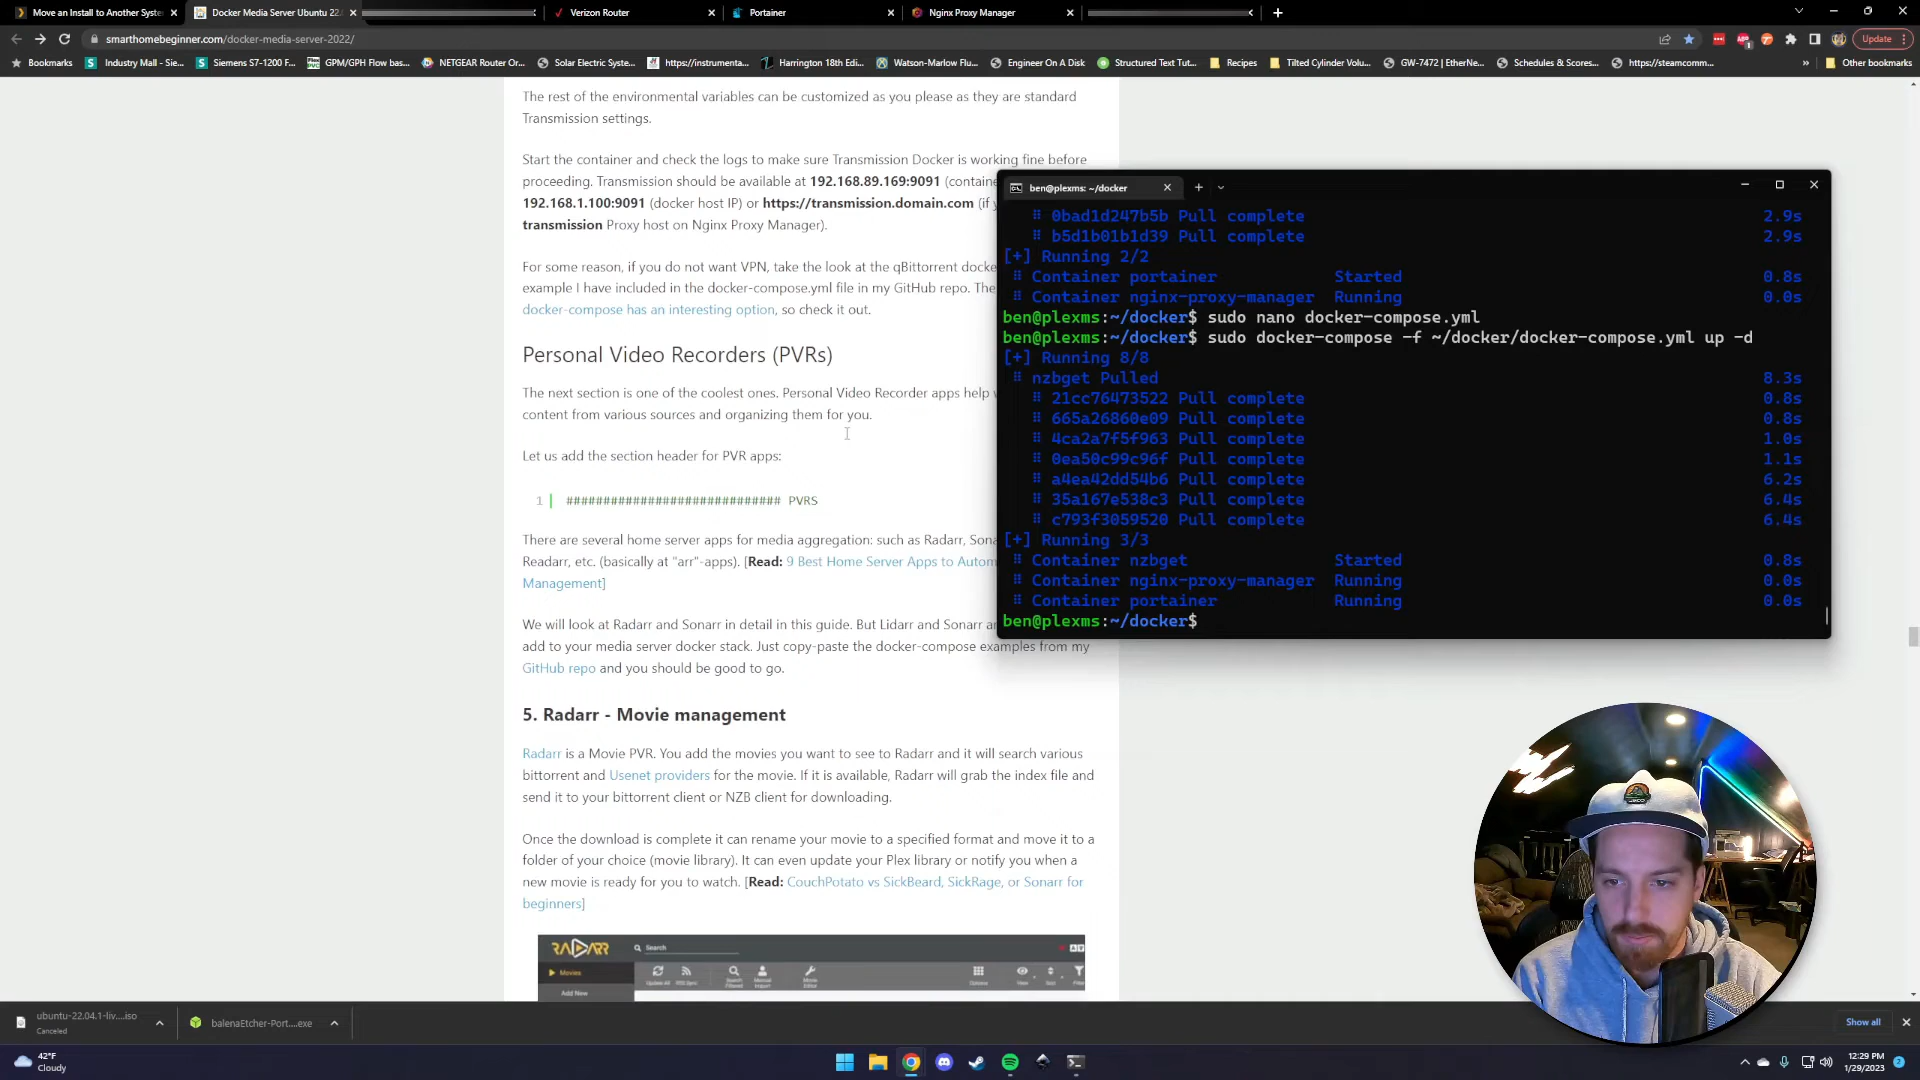 Move an Install to Another Syste
Docker Media Server Ubuntu 22.
Verizon Router
Portainer
Nginx Proxy Manager
smarthomebeginner.com/docker-media-server-2022/
Update
Bookmarks
Industry Mall - Sie...
Siemens S7-1200 F...
GPM/GPH Flow bas...
NETGEAR Router Or...
Solar Electric Syste...
https://instrumenta...
Harrington 18th Edi...
Watson-Marlow Flu...
Engineer On A Disk
Structured Text Tut...
Recipes
Tilted Cylinder Volu...
GW-7472 | EtherNe...
Schedules & Scores...
https://steamcomm...
Other bookmarks
The rest of the environmental variables can be customized as you please as they are standard
Transmission settings.
Start the container and check the logs to make sure Transmission Docker is working fine before
proceeding. Transmission should be available at 192.168.89.169:9091 (containe
192.168.1.100:9091 (docker host IP) or https://transmission.domain.com (if y
transmission Proxy host on Nginx Proxy Manager).
For some reason, if you do not want VPN, take the look at the qBittorrent docke
example I have included in the docker-compose.yml file in my GitHub repo. The
docker-compose has an interesting option, so check it out.
Personal Video Recorders (PVRs)
The next section is one of the coolest ones. Personal Video Recorder apps help w
content from various sources and organizing them for you.
Let us add the section header for PVR apps:
1 ############################# PVRS
There are several home server apps for media aggregation: such as Radarr, Sona
Readarr, etc. (basically at "arr"-apps). [Read: 9 Best Home Server Apps to Autom
Management]
We will look at Radarr and Sonarr in detail in this guide. But Lidarr and Sonarr ar
add to your media server docker stack. Just copy-paste the docker-compose examples from my
GitHub repo and you should be good to go.
5. Radarr - Movie management
Radarr is a Movie PVR. You add the movies you want to see to Radarr and it will search various
bittorrent and Usenet providers for the movie. If it is available, Radarr will grab the index file and
send it to your bittorrent client or NZB client for downloading.
Once the download is complete it can rename your movie to a specified format and move it to a
folder of your choice (movie library). It can even update your Plex library or notify you when a
new movie is ready for you to watch. [Read: CouchPotato vs SickBeard, SickRage, or Sonarr for
beginners]
RADARR
Search
Movies
Add New
ben@plexms: ~/docker
0bad1d247b5b Pull complete 2.9s
b5d1b01b1d39 Pull complete 2.9s
[+] Running 2/2
Container portainer Started 0.8s
Container nginx-proxy-manager Running 0.0s
ben@plexms:~/docker$ sudo nano docker-compose.yml
ben@plexms:~/docker$ sudo docker-compose -f ~/docker/docker-compose.yml up -d
[+] Running 8/8
nzbget Pulled 8.3s
21cc76473522 Pull complete 0.8s
665a26860e09 Pull complete 0.8s
4ca2a7f5f963 Pull complete 1.0s
0ea50c99c96f Pull complete 1.1s
a4ea42dd54b6 Pull complete 6.2s
35a167e538c3 Pull complete 6.4s
c793f3059520 Pull complete 6.4s
[+] Running 3/3
Container nzbget Started 0.8s
Container nginx-proxy-manager Running 0.0s
Container portainer Running 0.0s
ben@plexms:~/docker$
ubuntu-22.04.1-liv....iso
Canceled
balenaEtcher-Port....exe
Show all
42°F
Cloudy
12:29 PM
1/29/2023
2